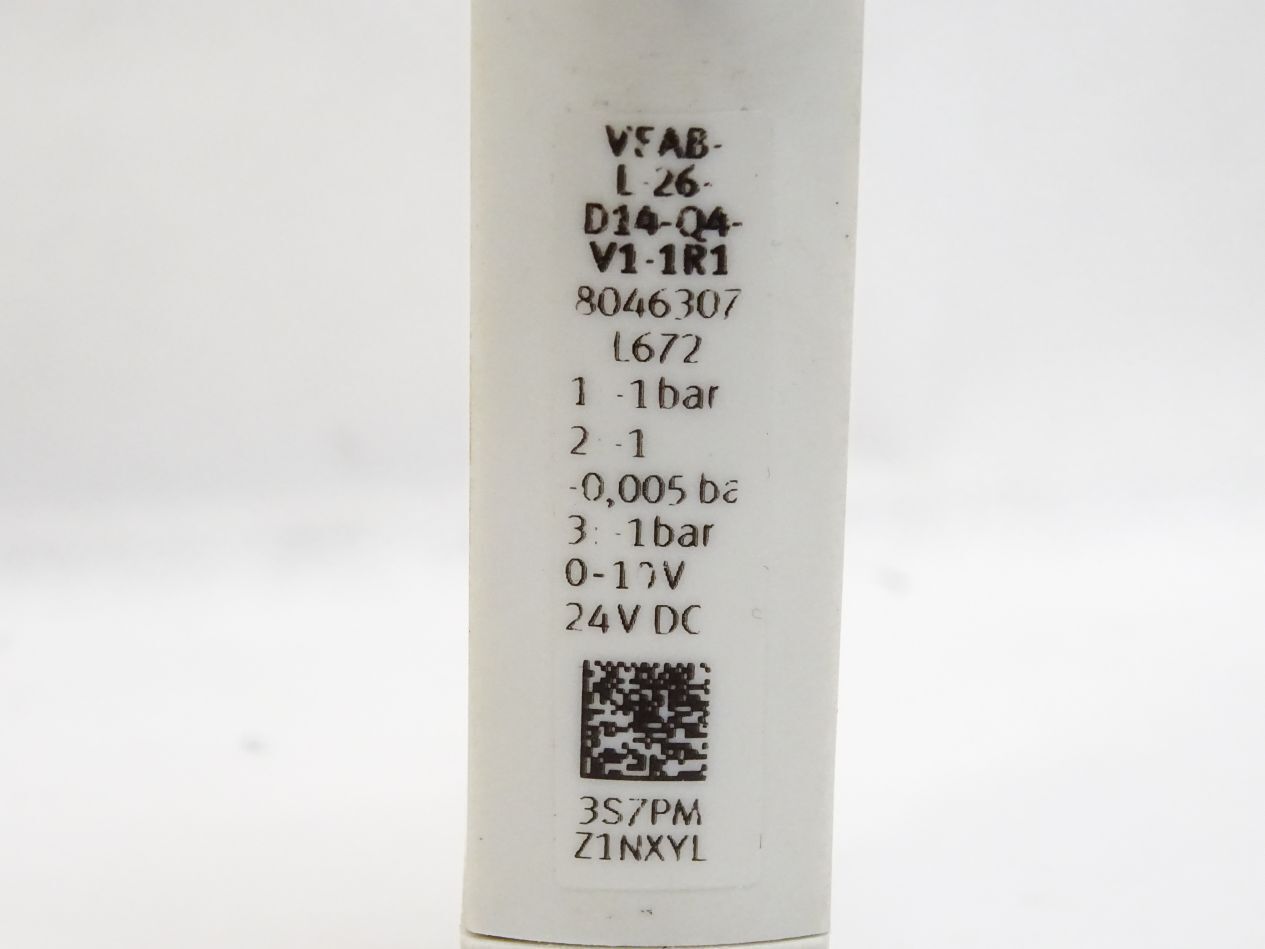 VEAB-
L-26-
D14-Q4-
V1-1R1
8046307
L672
1 -1bar
2: -1
-0,005 ba
3: -1bar
0-10V
24V DC
3S7PM
Z1NXYL